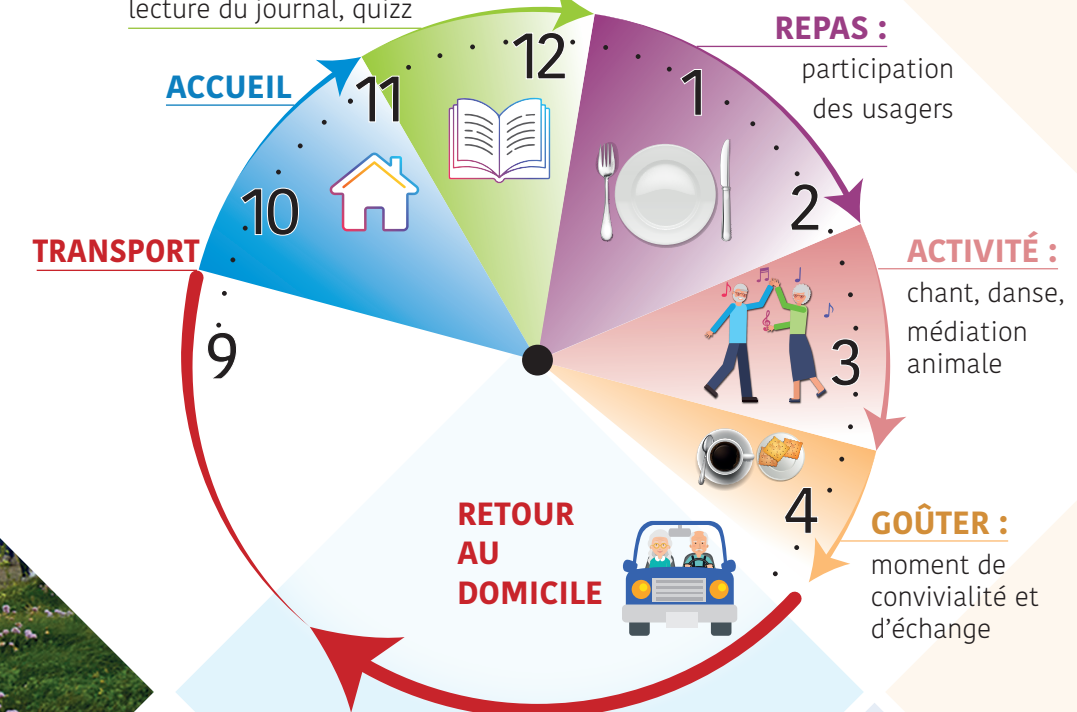 lecture du journal, quizz
REPAS :
participation
des usagers
ACCUEIL
12
11
1
10
2
TRANSPORT
ACTIVITÉ :
chant, danse,
médiation
animale
9
3
4
RETOUR
AU
DOMICILE
GOÛTER :
moment de
convivialité et
d'échange